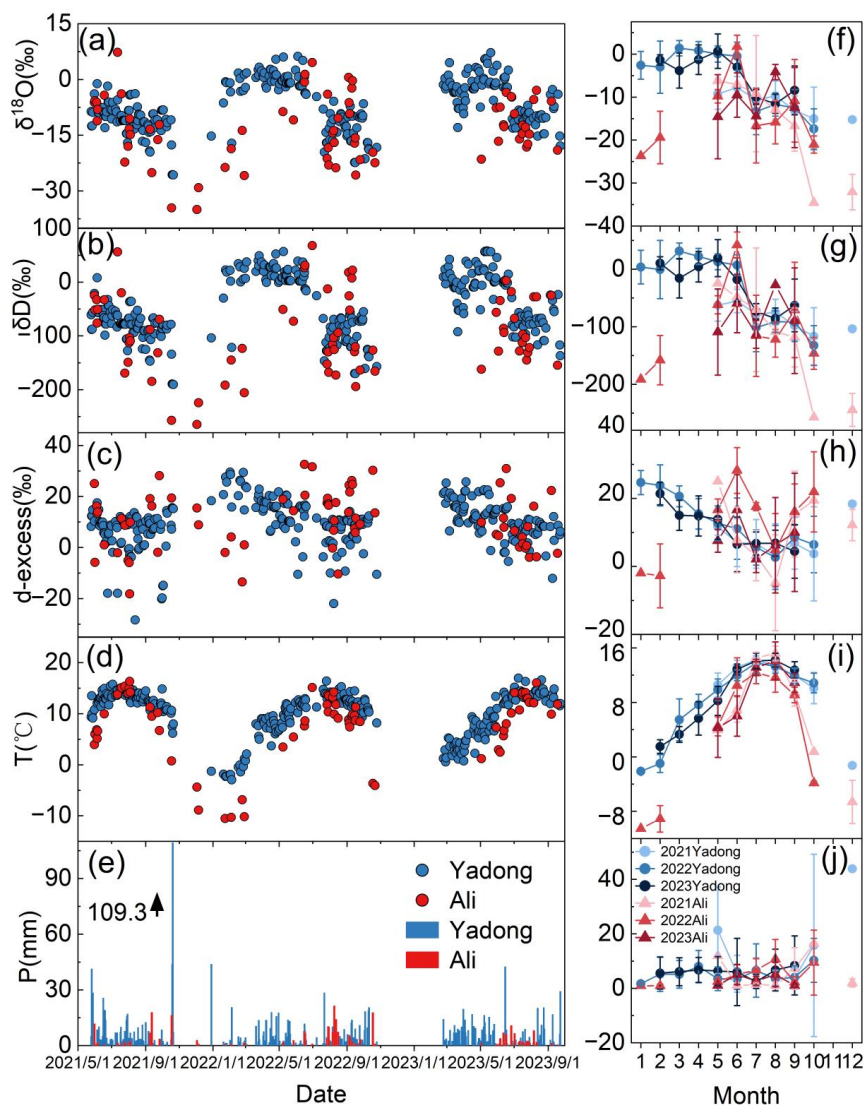 (a)
δ¹⁸O(‰)
15
0
−15
−30
(b)
ιδD(‰)
100
0
−100
−200
(c)
d-excess(‰)
40
20
0
−20
(d)
T(℃)
20
10
0
−10
(e)
P(mm)
90
60
30
0
109.3
Yadong
Ali
Yadong
Ali
2021/5/1 2021/9/1 2022/1/1 2022/5/1 2022/9/1 2023/1/1 2023/5/1 2023/9/1
Date
(f)
0
−10
−20
−30
−40
(g)
0
−100
−200
(h)
40
20
0
−20
(i)
16
8
0
−8
(j)
40
20
0
−20
2021Yadong
2022Yadong
2023Yadong
2021Ali
2022Ali
2023Ali
1 2 3 4 5 6 7 8 9 10 11 12
Month